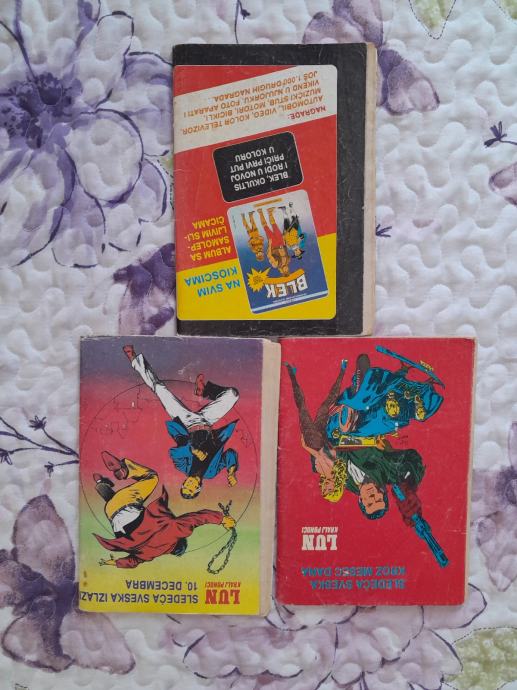 NA SVIM
KIOSCIMA
ALBUM SA
SAMOLEP-
LJIVIM SLI-
ČICAMA
BLEK
BLEK, OKULTIS
I RODI U NOVOJ
PRIČI PRVI PUT
U KOLORU
NAGRADE:
AUTOMOBIL, VIDEO, KOLOR TELEVIZOR,
MUZIČKI STUB, MOTORI, BICIKLI,
VIKEND U NJUJORKU, FOTO APARATI I
JOŠ 1.000 DRUGIH NAGRADA...
SLEDEĆA SVESKA IZLAZI
10. DECEMBRA
LUN
KRALJ PONOĆI
SLEDEĆA SVESKA
KROZ MESEC DANA
LUN
KRALJ PONOĆI